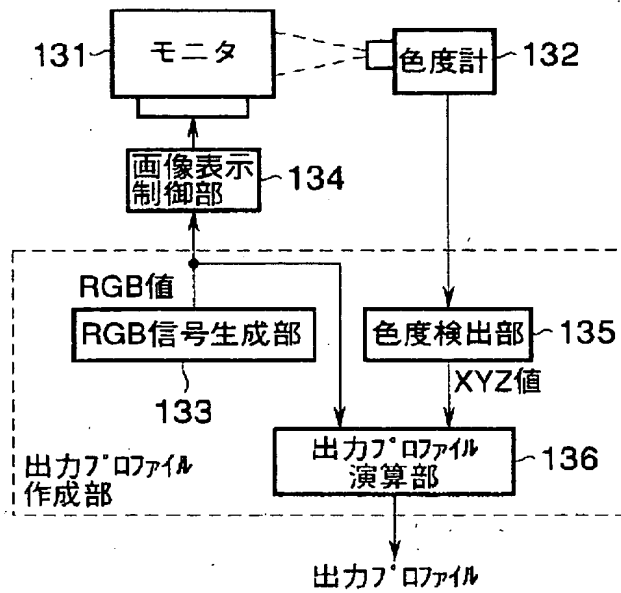 131
モニタ
色度計
132
画像表示
制御部
134
RGB値
RGB信号生成部
133
色度検出部
135
XYZ値
出力プロファイル
演算部
136
出力プロファイル
作成部
出力プロファイル